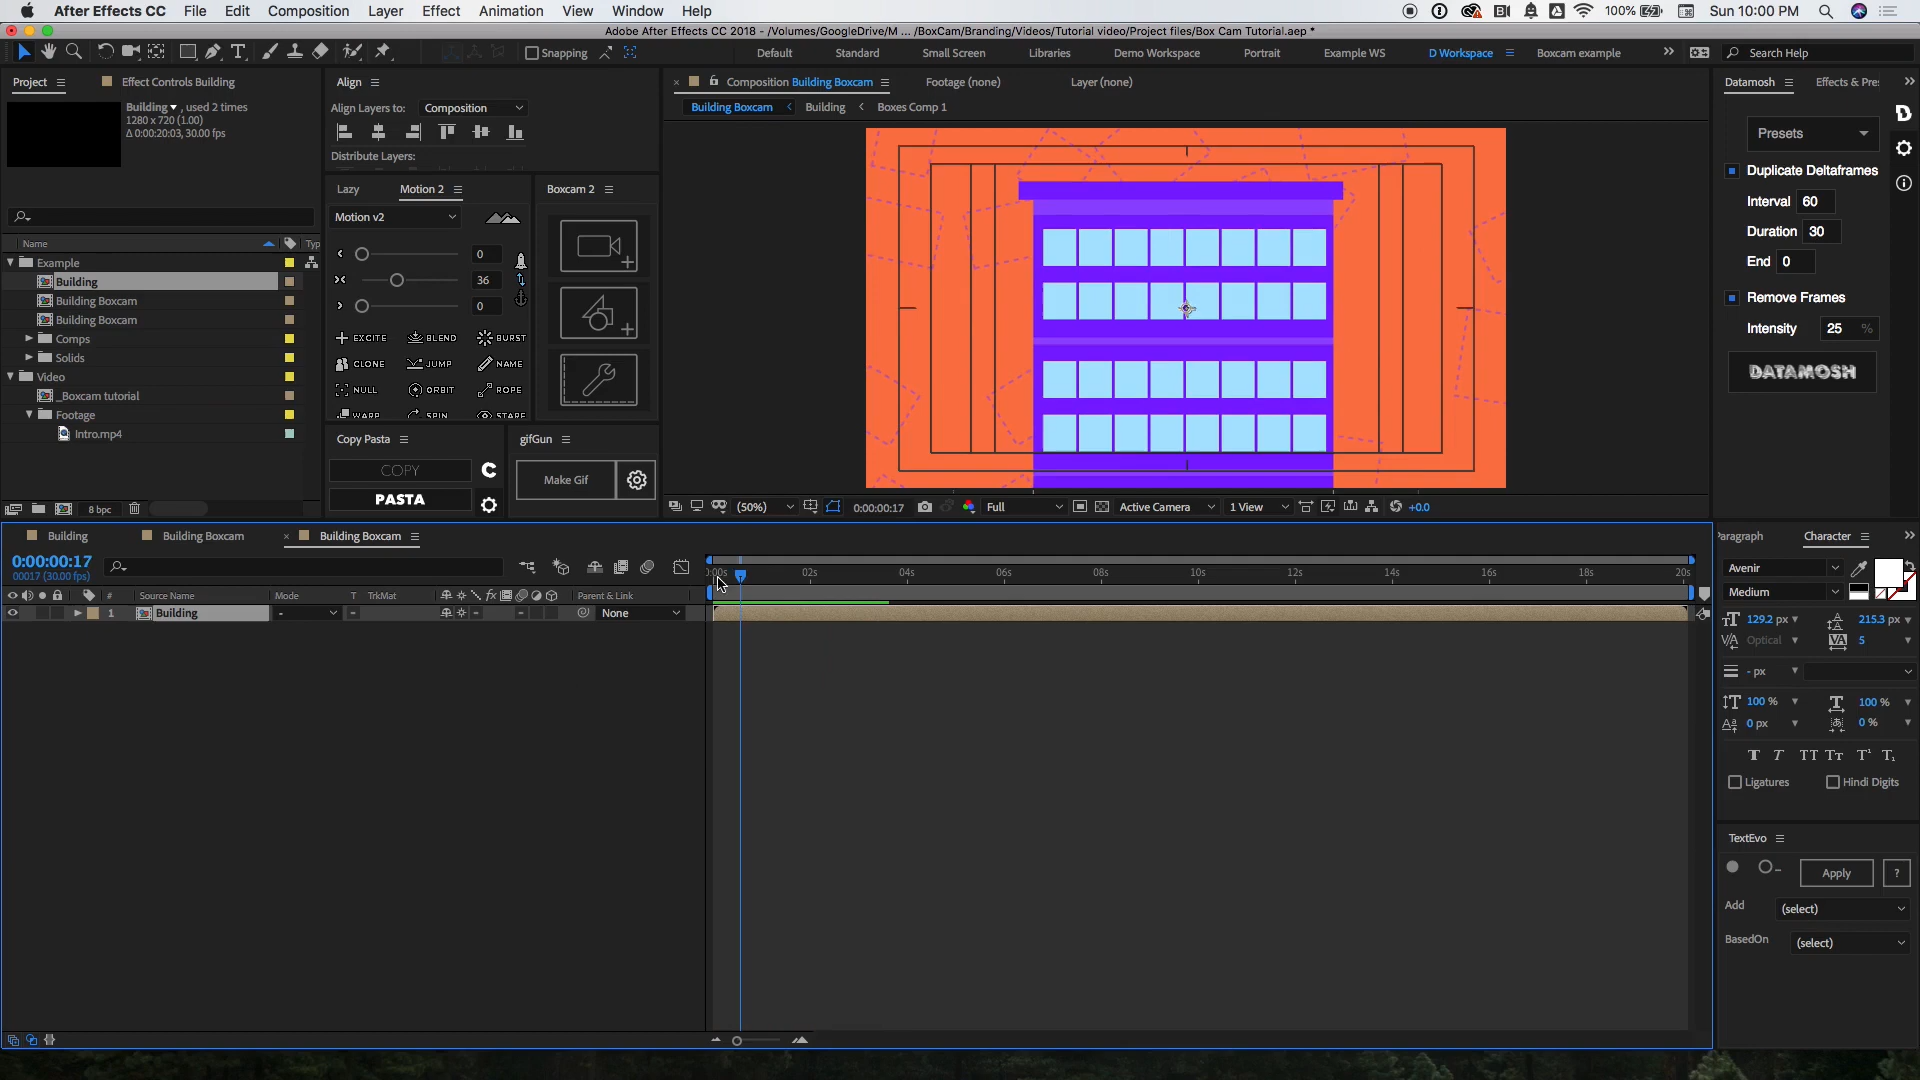 After Effects CC File Edit Composition Layer Effect Animation View Window Help 100% Sun 10:00 PM
Adobe After Effects CC 2018 - /Volumes/GoogleDrive/M ... /BoxCam/Branding/Videos/Tutorial video/Project files/Box Cam Tutorial.aep *
Snapping Default Standard Small Screen Libraries Demo Workspace Portrait Example WS D Workspace Boxcam example Search Help
Project Effect Controls Building
Building , used 2 times
1280 x 720 (1.00)
Δ 0:00:20:03, 30.00 fps
Name Typ
Example
Building
Building Boxcam
Building Boxcam
Comps
Solids
Video
_Boxcam tutorial
Footage
Intro.mp4
8 bpc
Align
Align Layers to: Composition
Distribute Layers:
Lazy Motion 2
Motion v2
0
36
0
EXCITE BLEND BURST
CLONE JUMP NAME
NULL ORBIT ROPE
WARP SPIN STARE
Boxcam 2
Copy Pasta
COPY
PASTA
gifGun
Make Gif
Composition Building Boxcam Footage (none) Layer (none)
Building Boxcam Building Boxes Comp 1
(50%) 0:00:00:17 Full Active Camera 1 View +0.0
Datamosh Effects & Pre
Presets
Duplicate Deltaframes
Interval 60
Duration 30
End 0
Remove Frames
Intensity 25 %
DATAMOSH
Building Building Boxcam Building Boxcam
0:00:00:17
00017 (30.00 fps)
# Source Name Mode T TrkMat Parent & Link
1 Building - None
0:00s 02s 04s 06s 08s 10s 12s 14s 16s 18s 20s
Paragraph Character
Avenir
Medium
129.2 px 215.3 px
Optical 5
- px
100 % 100 %
0 px 0 %
T T TT Tт T¹ T₁
Ligatures Hindi Digits
TextEvo
Apply ?
Add (select)
BasedOn (select)